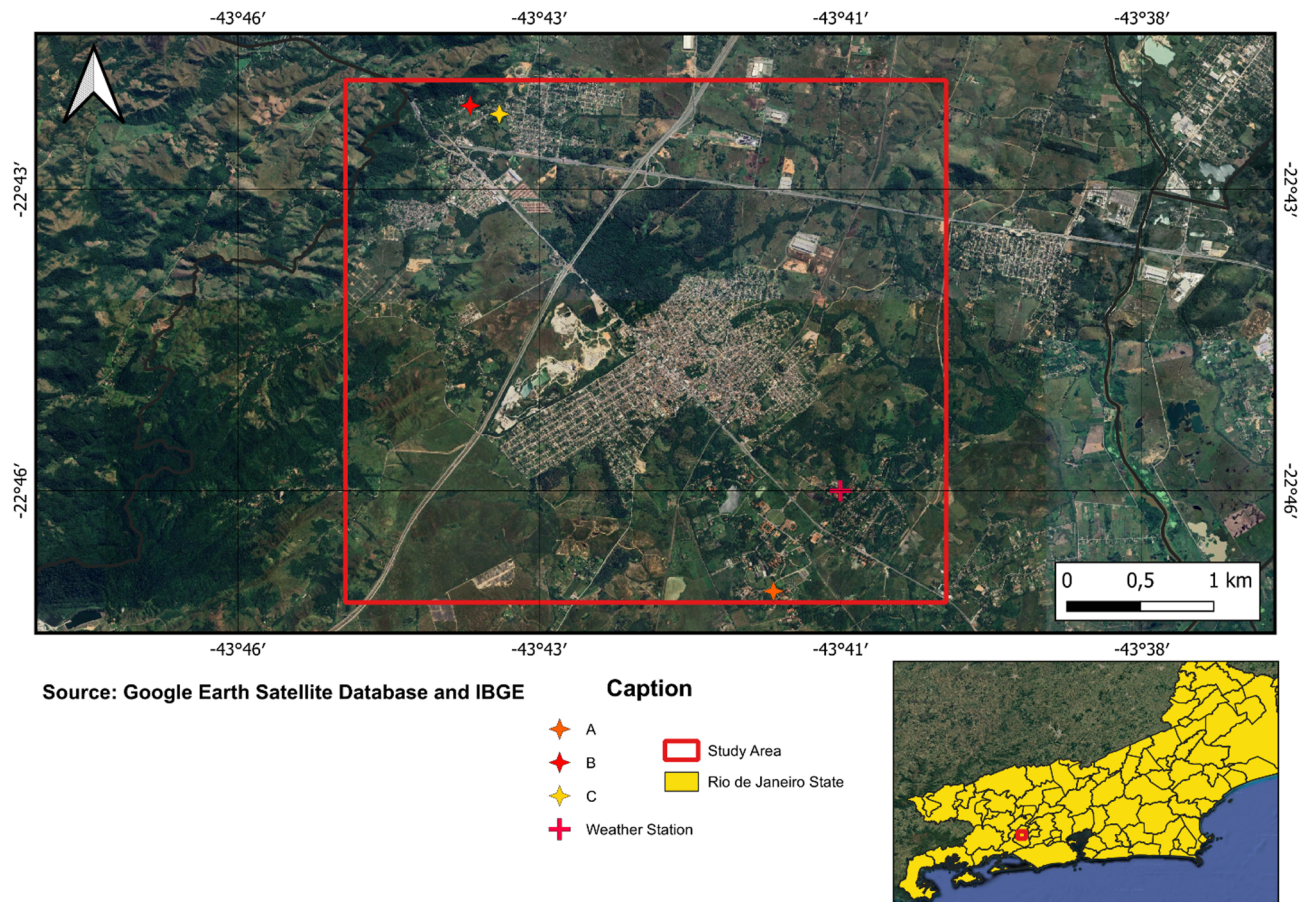 -43°46′ -43°43′ -43°41′ -43°38′
-22°43′ -22°43′
-22°46′ -22°46′
0 0,5 1 km
-43°46′ -43°43′ -43°41′ -43°38′
Source: Google Earth Satellite Database and IBGE
Caption
A
B
C
Weather Station
Study Area
Rio de Janeiro State